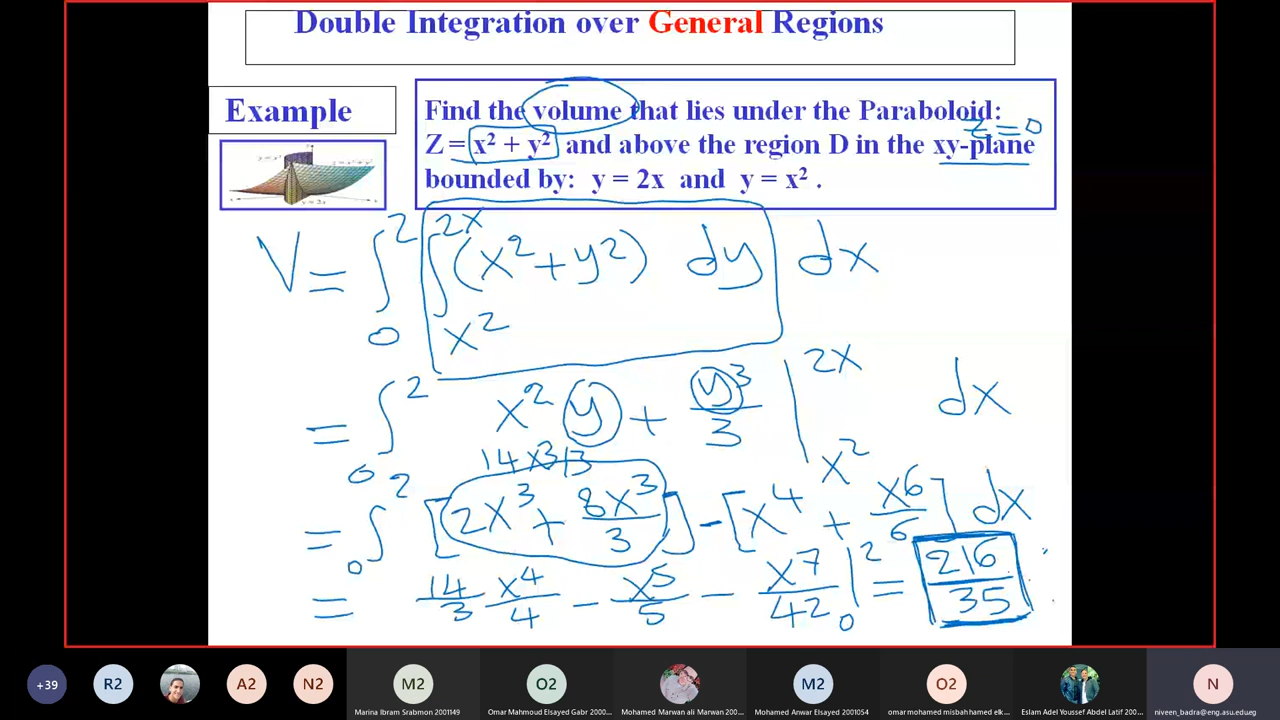 Double Integration over General Regions
Example
Find the volume that lies under the Paraboloid:
Z = 0
Z = x² + y² and above the region D in the xy-plane
bounded by: y = 2x and y = x² .
V = ∫₀² ∫_{x²}^{2x} (x² + y²) dy dx
= ∫₀² x² y + y³/3 |_{x²}^{2x} dx
14x³/3
= ∫₀² [2x³ + 8x³/3] - [x⁴ + x⁶/6] dx
= 14/3 x⁴/4 - x⁵/5 - x⁷/42 |₀² = 216/35
+39 R2 A2 N2 M2 O2 M2 O2 N
Marina Ibram Srabmon 2001149
Omar Mahmoud Elsayed Gabr 2000...
Mohamed Marwan ali Marwan 200...
Mohamed Anwar Elsayed 2001054
omar mohamed misbah hamed elk...
Eslam Adel Youssef Abdel Latif 200...
niveen_badra@eng.asu.edueg